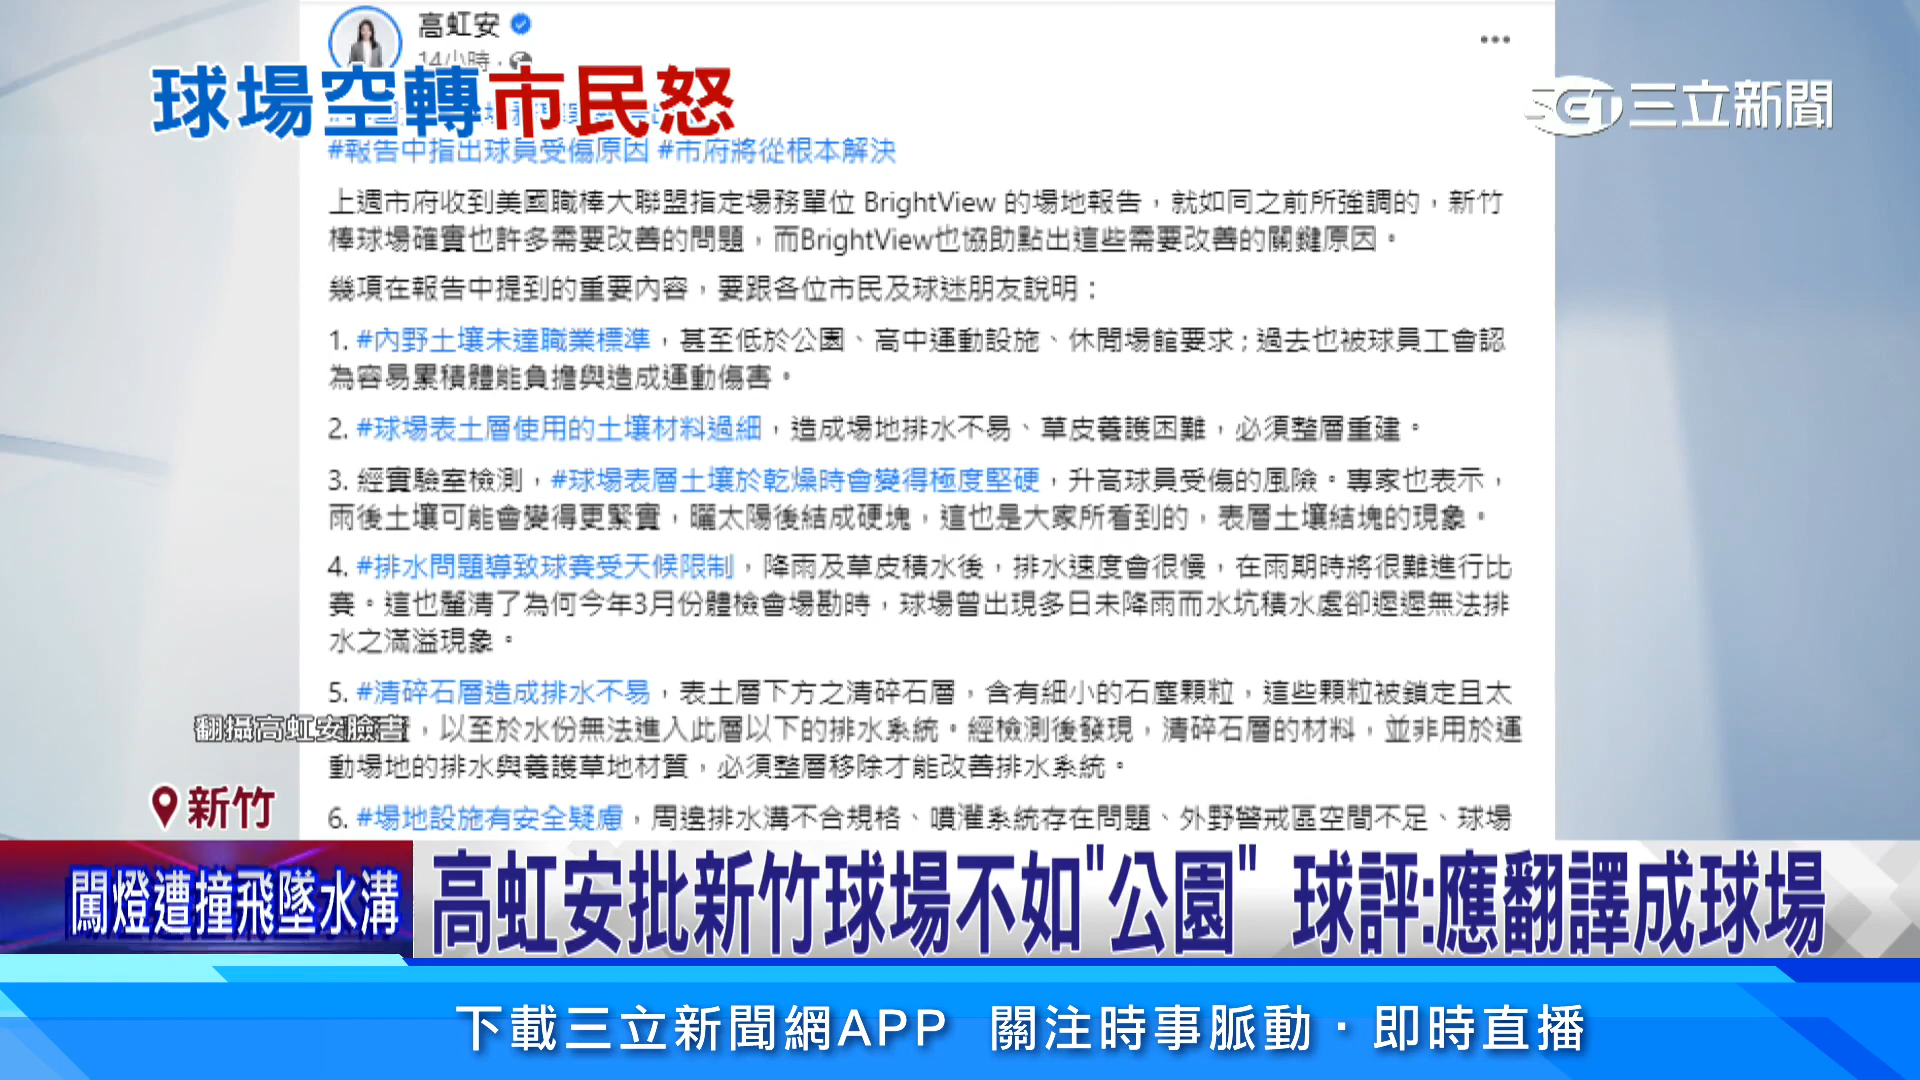 高虹安
14小時
球場空轉市民怒
SET三立新聞
#報告中指出球員受傷原因 #市府將從根本解決
上週市府收到美國職棒大聯盟指定場務單位 BrightView 的場地報告，就如同之前所強調的，新竹
棒球場確實也許多需要改善的問題，而BrightView也協助點出這些需要改善的關鍵原因。
幾項在報告中提到的重要內容，要跟各位市民及球迷朋友說明：
1. #內野土壤未達職業標準，甚至低於公園、高中運動設施、休閒場館要求；過去也被球員工會認
為容易累積體能負擔與造成運動傷害。
2. #球場表土層使用的土壤材料過細，造成場地排水不易、草皮養護困難，必須整層重建。
3. 經實驗室檢測，#球場表層土壤於乾燥時會變得極度堅硬，升高球員受傷的風險。專家也表示，
雨後土壤可能會變得更緊實，曬太陽後結成硬塊，這也是大家所看到的，表層土壤結塊的現象。
4. #排水問題導致球賽受天候限制，降雨及草皮積水後，排水速度會很慢，在雨期時將很難進行比
賽。這也釐清了為何今年3月份體檢會場勘時，球場曾出現多日未降雨而水坑積水處卻遲遲無法排
水之滿溢現象。
5. #清碎石層造成排水不易，表土層下方之清碎石層，含有細小的石塵顆粒，這些顆粒被鎖定且太
翻攝高虹安臉書，以至於水份無法進入此層以下的排水系統。經檢測後發現，清碎石層的材料，並非用於運
動場地的排水與養護草地材質，必須整層移除才能改善排水系統。
6. #場地設施有安全疑慮，周邊排水溝不合規格、噴灌系統存在問題、外野警戒區空間不足、球場
新竹
闖燈遭撞飛墜水溝
高虹安批新竹球場不如"公園" 球評:應翻譯成球場
下載三立新聞網APP 關注時事脈動·即時直播